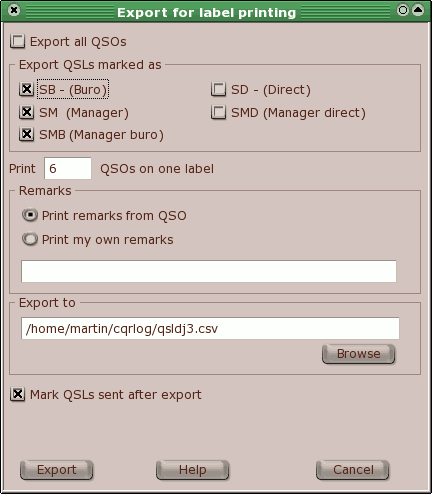 Export for label printing
Export all QSOs
Export QSLs marked as
SB - (Buro) SD - (Direct)
SM (Manager) SMD (Manager direct)
SMB (Manager buro)
Print 6 QSOs on one label
Remarks
Print remarks from QSO
Print my own remarks
Export to
/home/martin/cqrlog/qsldj3.csv
Browse
Mark QSLs sent after export
Export Help Cancel